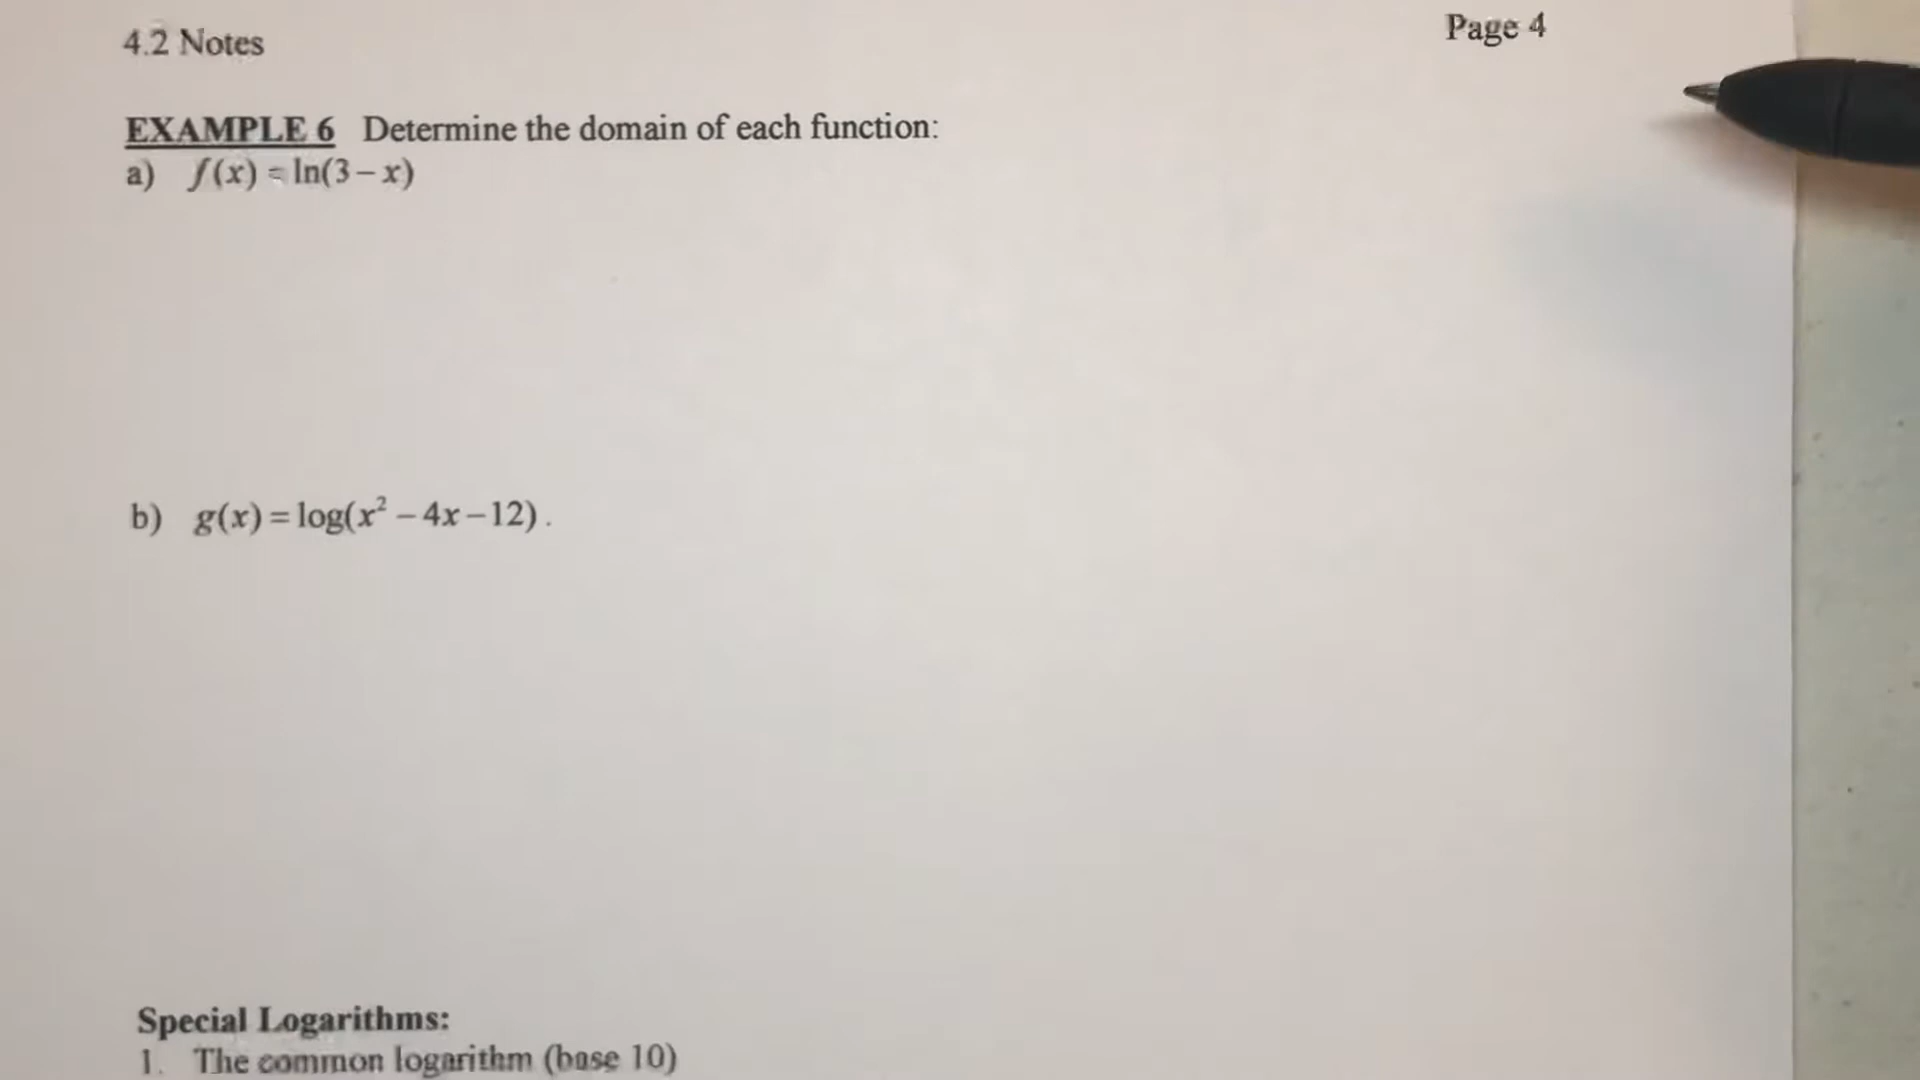 4.2 Notes
Page 4
EXAMPLE 6 Determine the domain of each function:
a) f(x) = ln(3 – x)
b) g(x) = log(x² – 4x – 12).
Special Logarithms:
1. The common logarithm (base 10)